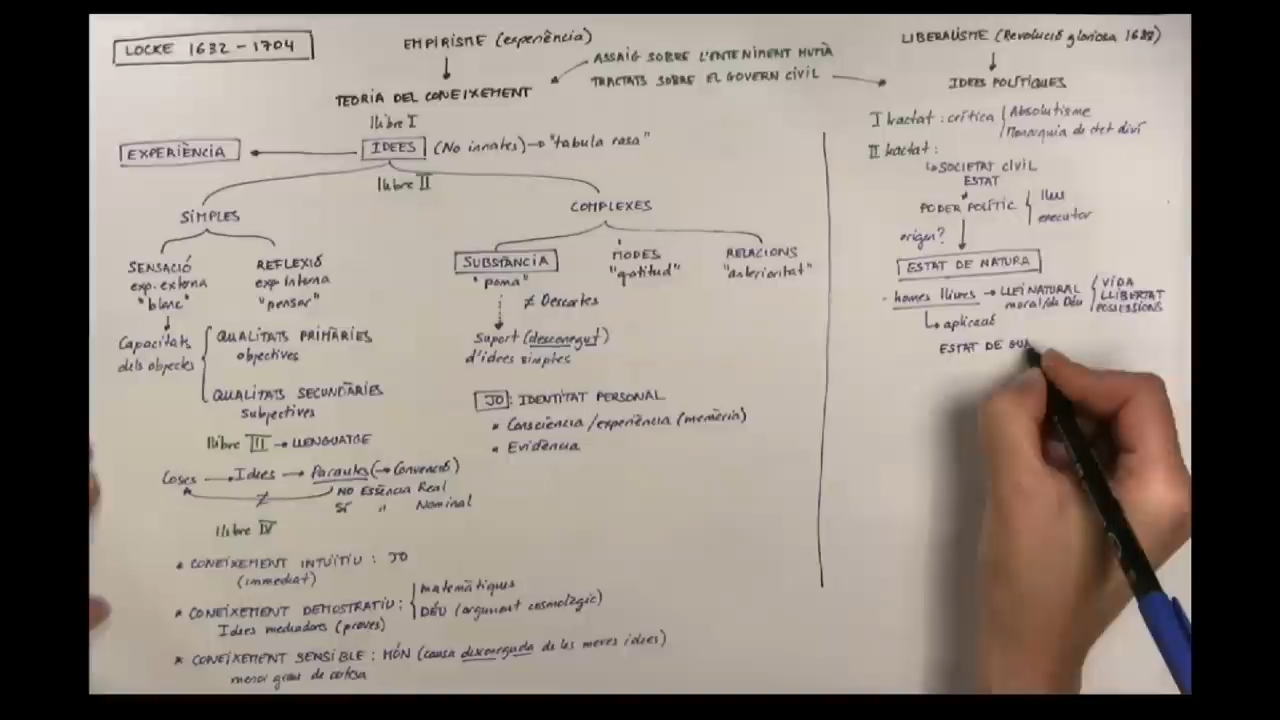 LOCKE 1632 - 1704
EMPIRISME (experiència)
ASSAIG SOBRE L'ENTENIMENT HUMÀ
TRACTATS SOBRE EL GOVERN CIVIL
TEORIA DEL CONEIXEMENT
llibre I
EXPERIÈNCIA
IDEES (No innates) → "tabula rasa"
llibre II
SIMPLES
COMPLEXES
SENSACIÓ
exp. externa
"blanc"
REFLEXIÓ
exp interna
"pensar"
SUBSTÀNCIA
"poma"
MODES
"gratitud"
RELACIONS
"anterioritat"
≠ Descartes
Capacitats
dels objectes
QUALITATS PRIMÀRIES
objectives
QUALITATS SECUNDÀRIES
Subjectives
Suport (desconegut)
d'idees simples
JO: IDENTITAT PERSONAL
* Consciència/experiència (memòria)
* Evidència
llibre III → LLENGUATGE
Coses → Idees → Paraules (→ Convenció)
≠
NO Essència Real
SÍ " Nominal
llibre IV
* CONEIXEMENT INTUÏTIU : JO
(immediat)
* CONEIXEMENT DEMOSTRATIU :
matemàtiques
DÉU (argument cosmològic)
Idees mediadores (proves)
* CONEIXEMENT SENSIBLE : MÓN (causa desconeguda de les meves idees)
menor grau de certesa
LIBERALISME (Revolució gloriosa 1688)
IDEES POLÍTIQUES
I tractat : crítica
Absolutisme
Monarquia de dret diví
II tractat :
↳ SOCIETAT CIVIL
ESTAT
PODER POLÍTIC
lleis
executor
origen?
ESTAT DE NATURA
- homes lliures → LLEI NATURAL
moral/de Déu
VIDA
LLIBERTAT
POSSESSIONS
↳ aplicació
ESTAT DE GUA